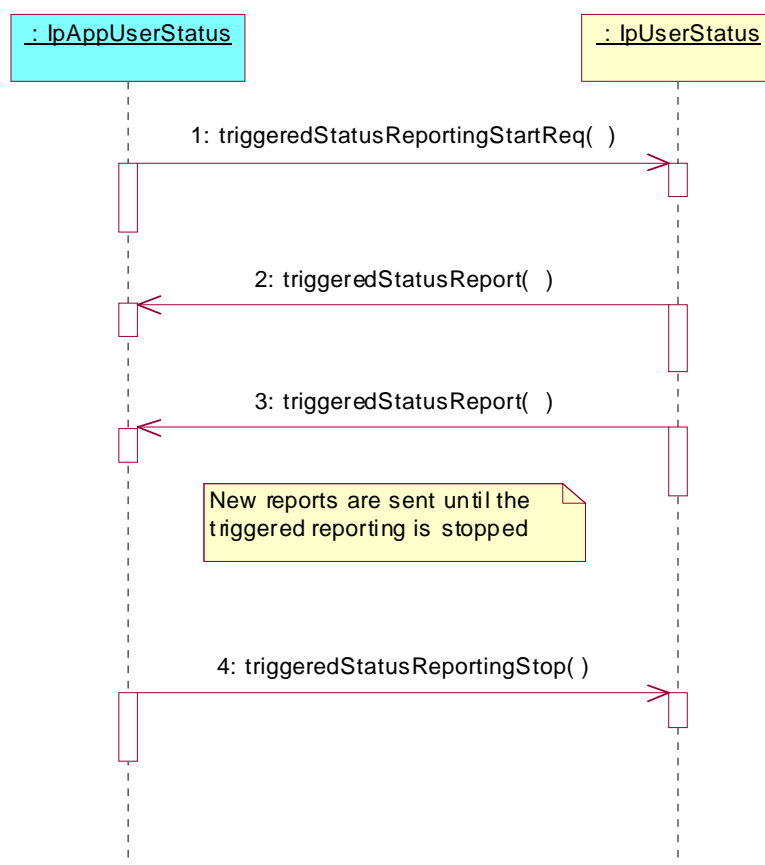 : IpAppUserStatus
: IpUserStatus
1: triggeredStatusReportingStartReq( )
2: triggeredStatusReport( )
3: triggeredStatusReport( )
New reports are sent until the
triggered reporting is stopped
4: triggeredStatusReportingStop( )